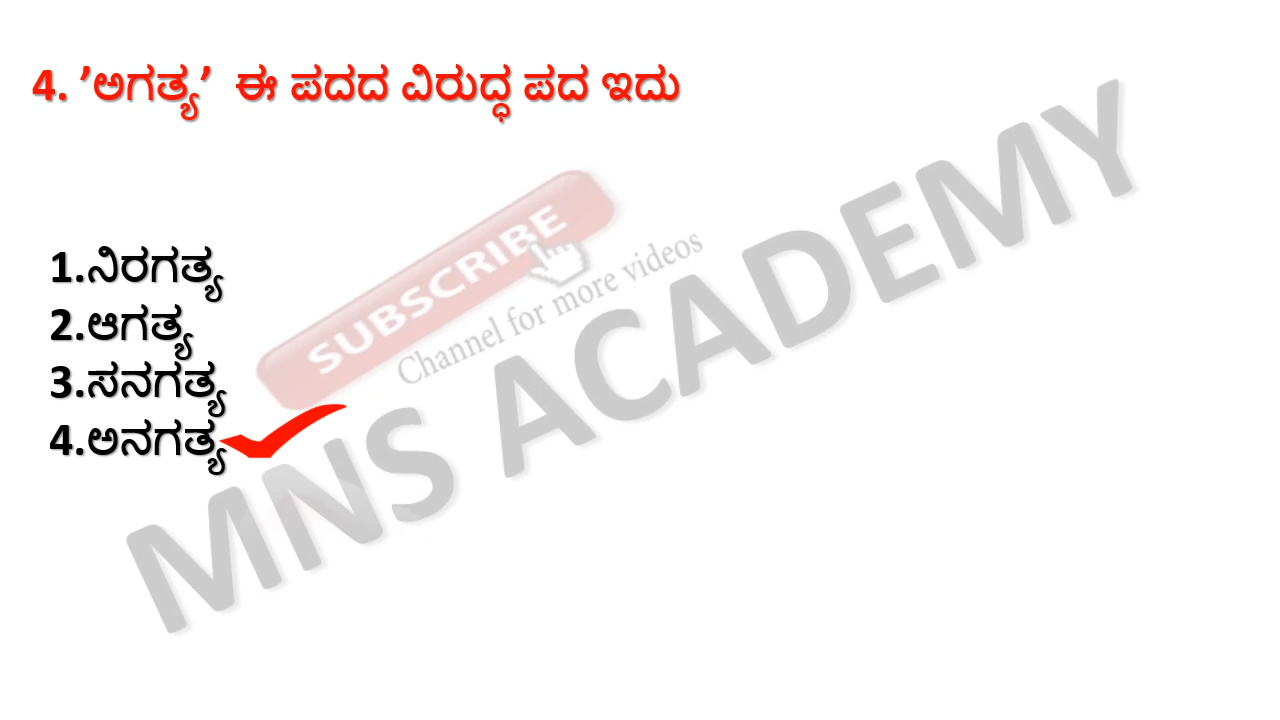 4. ’ಅಗತ್ಯ’ ಈ ಪದದ ವಿರುದ್ಧ ಪದ ಇದು
1.ನಿರಗತ್ಯ
2.ಆಗತ್ಯ
3.ಸನಗತ್ಯ
4.ಅನಗತ್ಯ
SUBSCRIBE
Channel for more videos
MNS ACADEMY